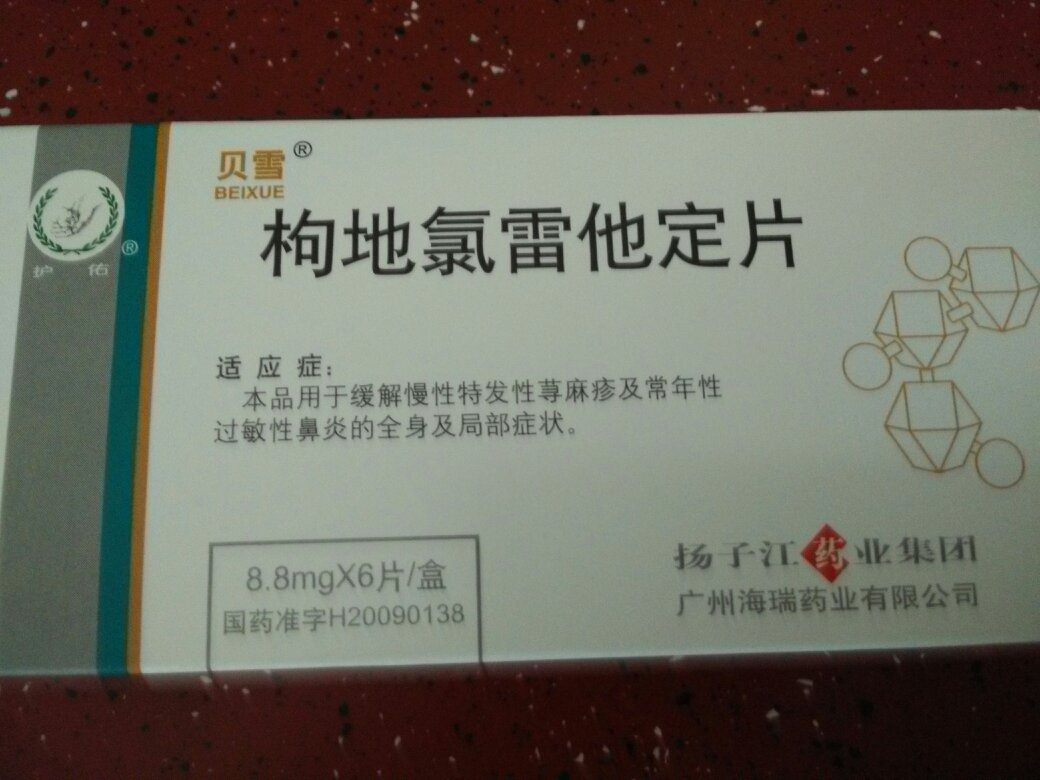 贝雪®
BEIXUE
枸地氯雷他定片
护佑®
适应症：
本品用于缓解慢性特发性荨麻疹及常年性
过敏性鼻炎的全身及局部症状。
8.8mgX6片/盒
国药准字H20090138
扬子江药业集团
广州海瑞药业有限公司